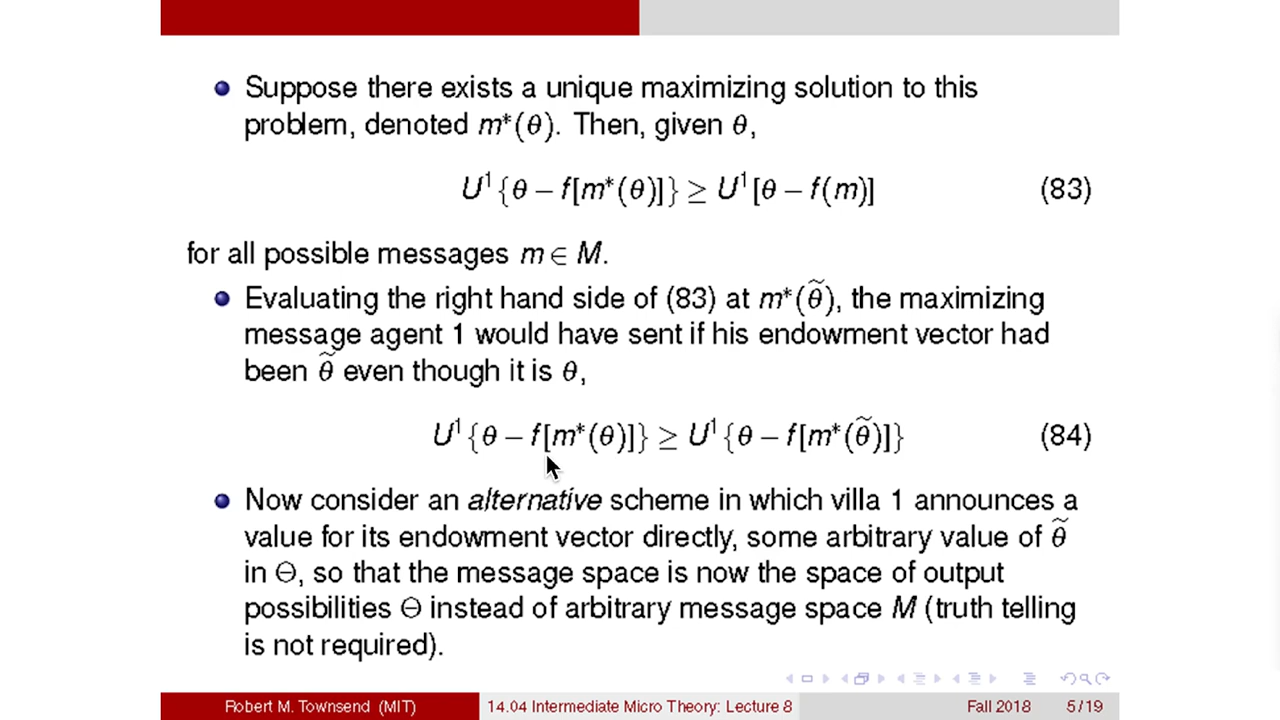 Suppose there exists a unique maximizing solution to this
problem, denoted m*(θ). Then, given θ,
U¹{θ − f[m*(θ)]} ≥ U¹[θ − f(m)] (83)
for all possible messages m ∈ M.
Evaluating the right hand side of (83) at m*(θ̃), the maximizing
message agent 1 would have sent if his endowment vector had
been θ̃ even though it is θ,
U¹{θ − f[m*(θ)]} ≥ U¹{θ − f[m*(θ̃)]} (84)
Now consider an alternative scheme in which villa 1 announces a
value for its endowment vector directly, some arbitrary value of θ̃
in Θ, so that the message space is now the space of output
possibilities Θ instead of arbitrary message space M (truth telling
is not required).
Robert M. Townsend (MIT) 14.04 Intermediate Micro Theory: Lecture 8 Fall 2018 5/19